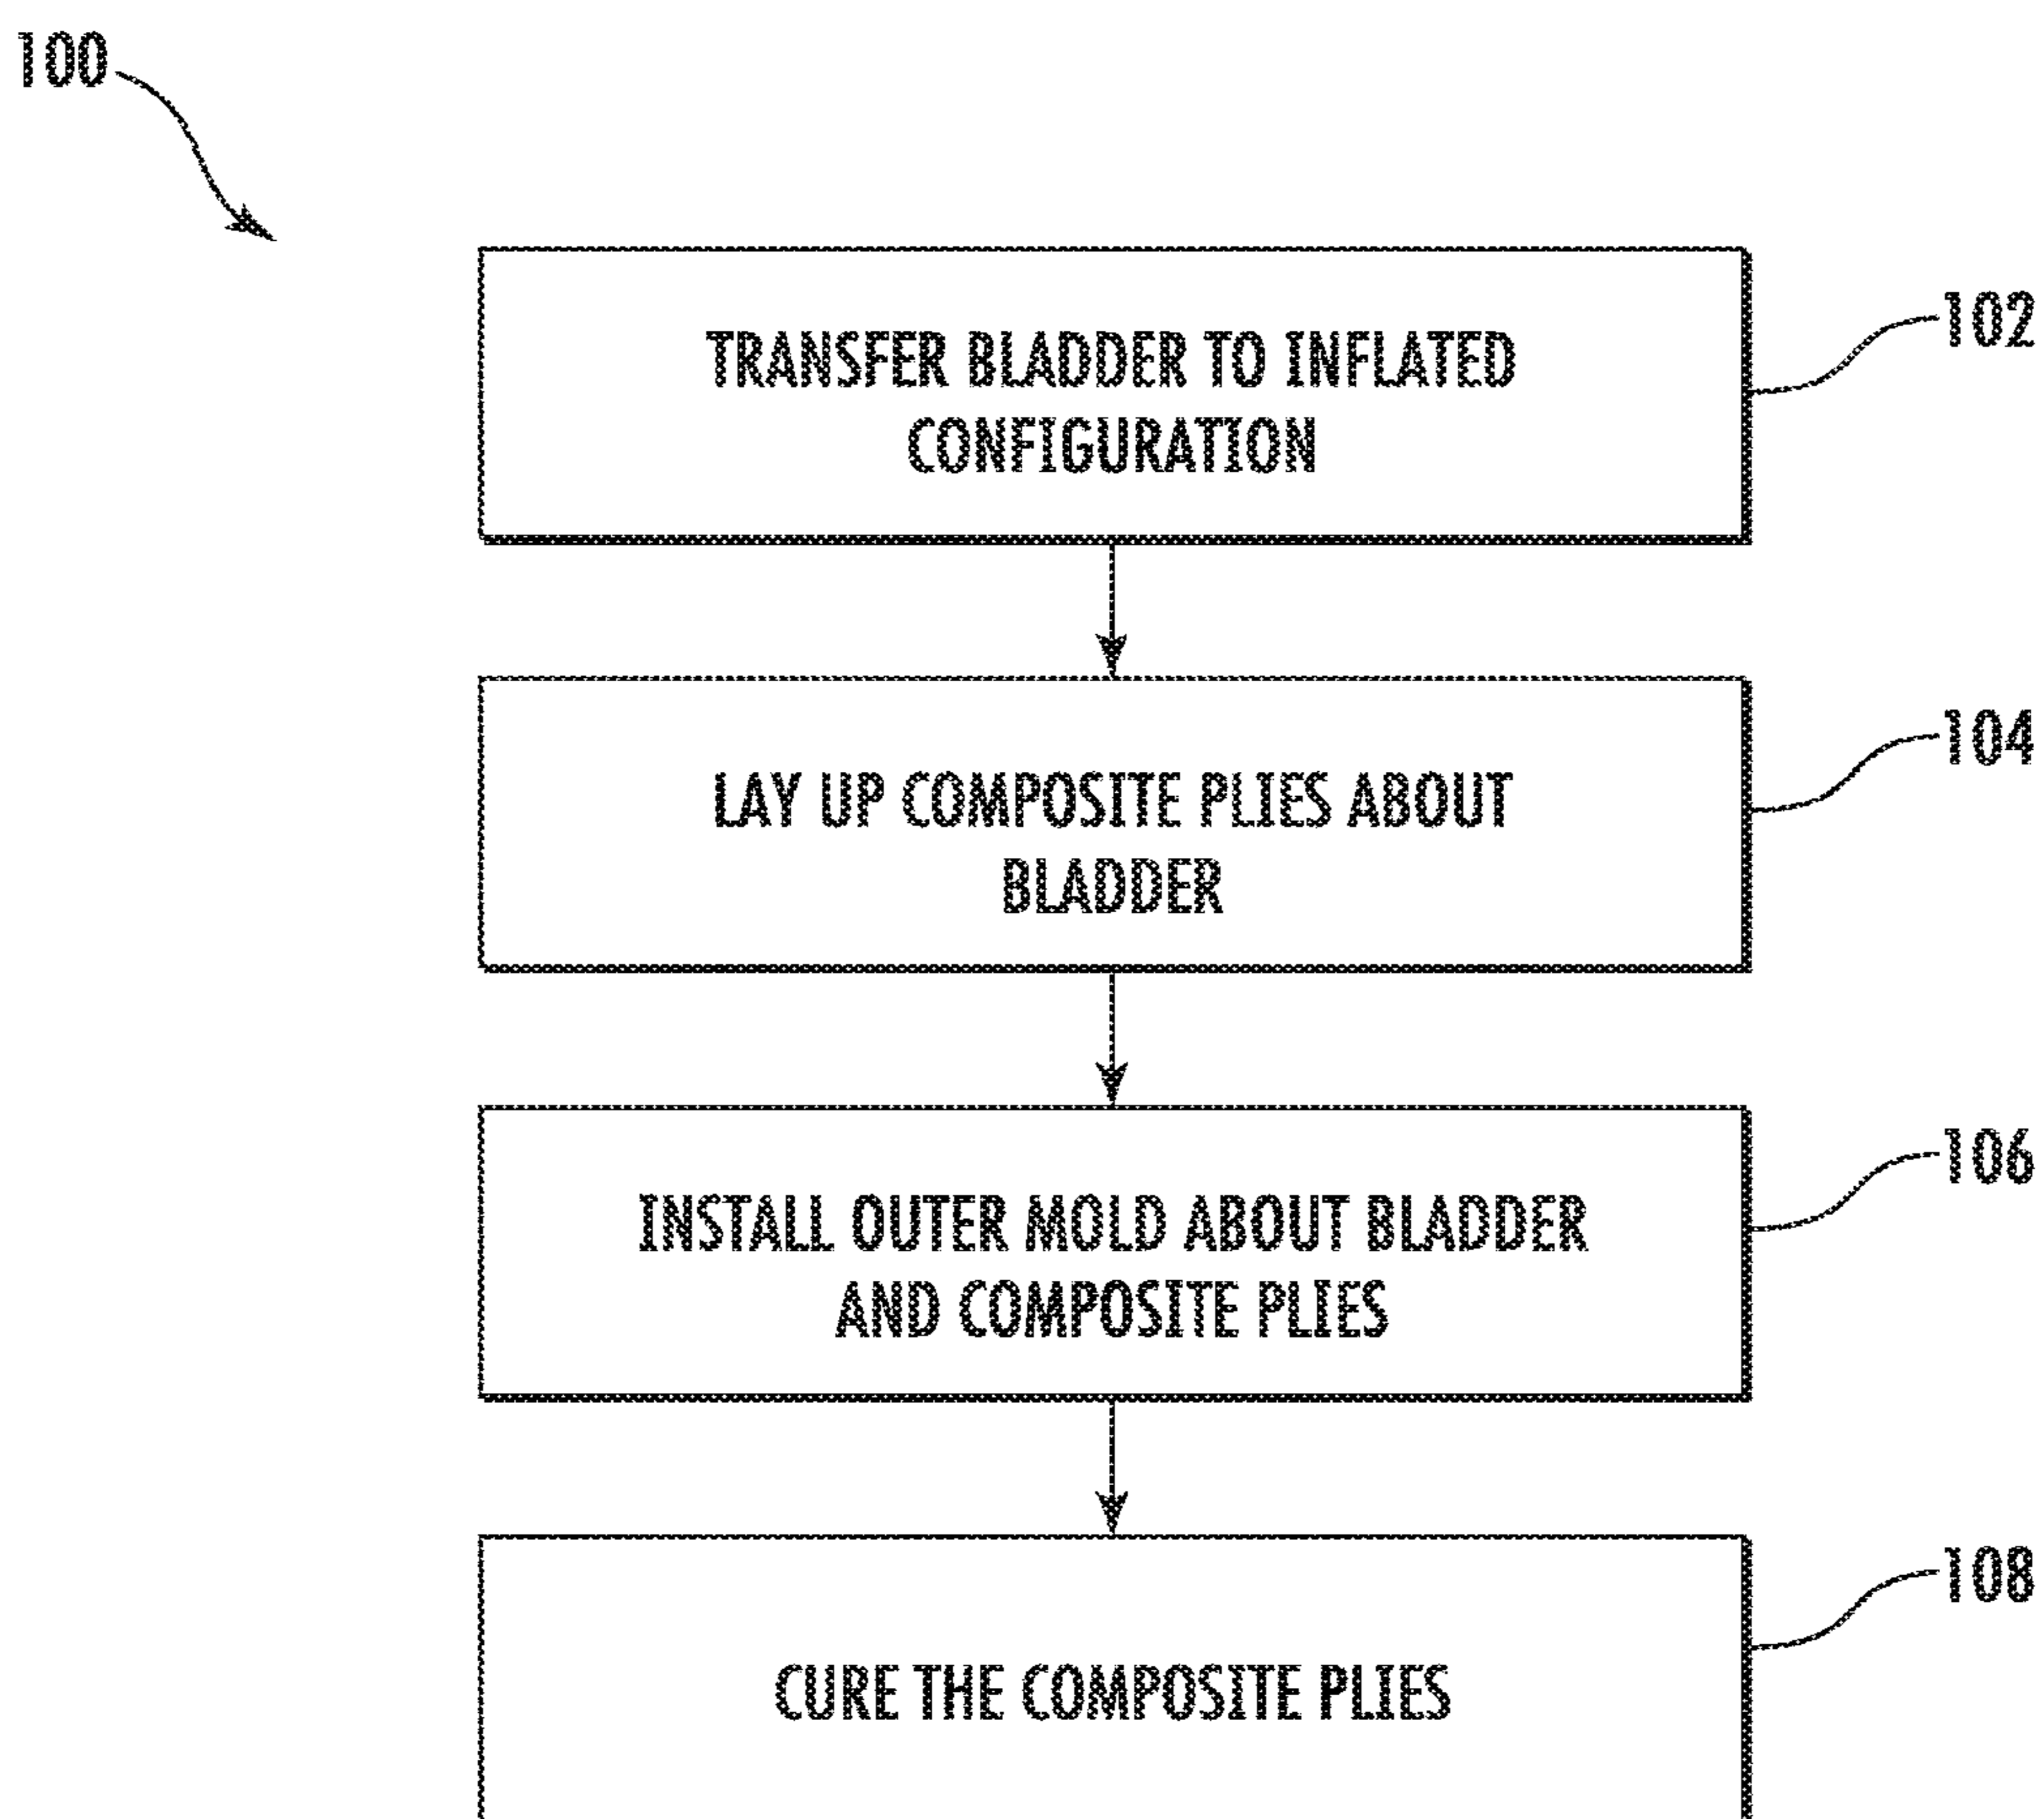 100
TRANSFER BLADDER TO INFLATED
CONFIGURATION
102
LAY UP COMPOSITE PLIES ABOUT
BLADDER
104
INSTALL OUTER MOLD ABOUT BLADDER
AND COMPOSITE PLIES
106
CURE THE COMPOSITE PLIES
108